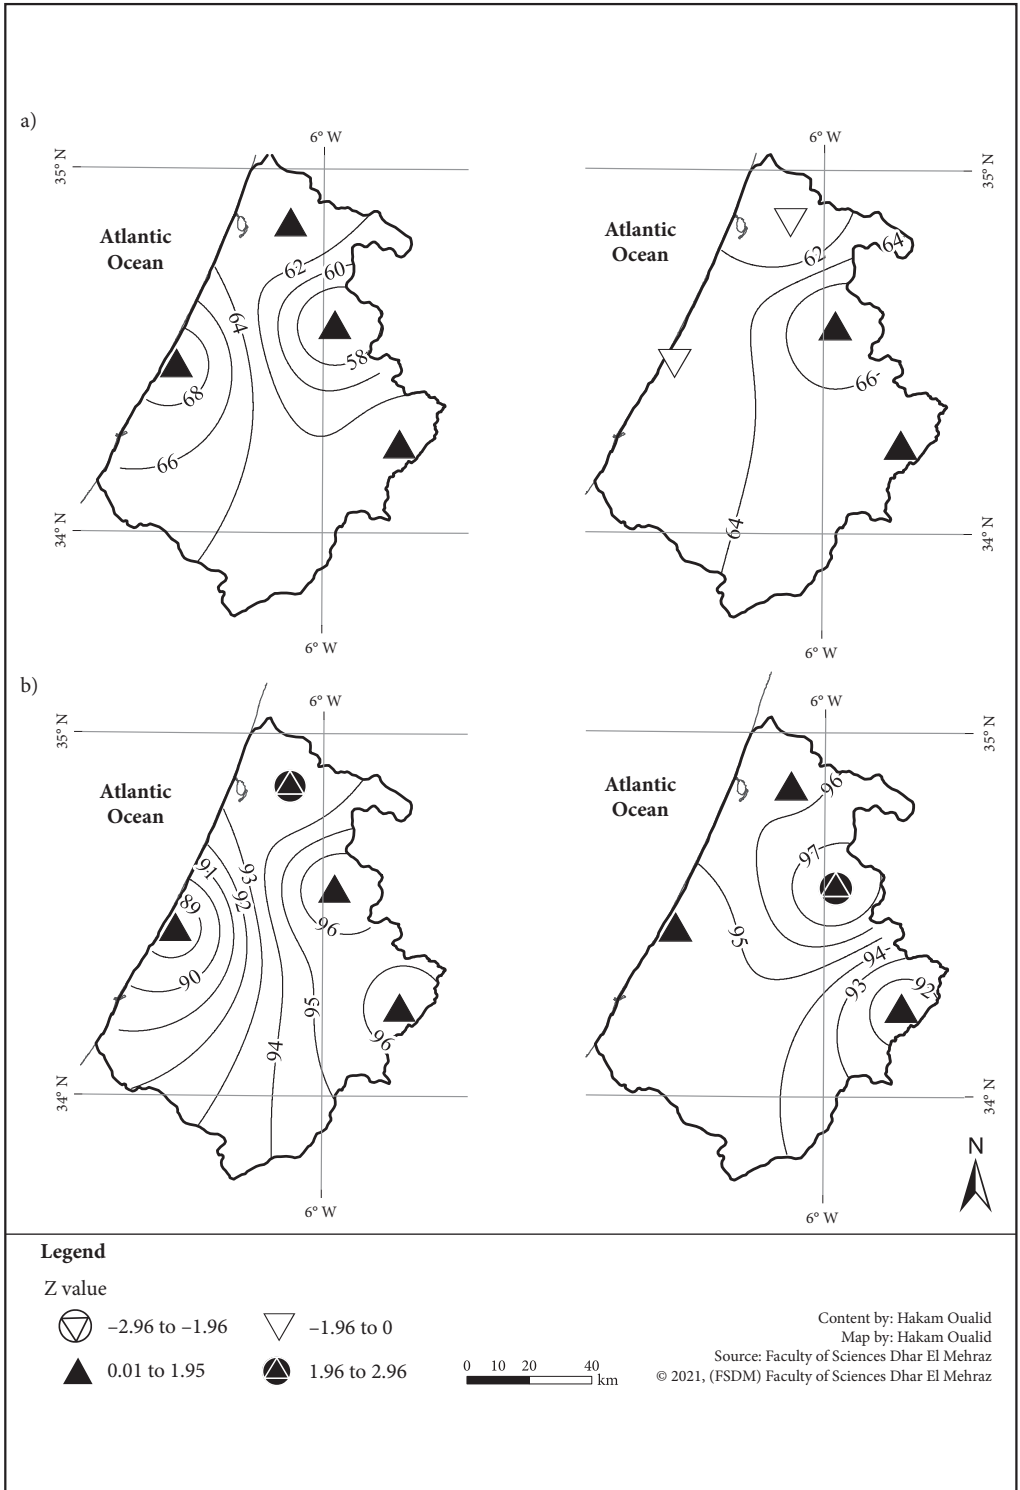 a)
6° W
6° W
35° N
35° N
Atlantic
Ocean
Atlantic
Ocean
62
60
64
58
68
66
62
64
66
64
34° N
34° N
6° W
6° W
b)
6° W
6° W
35° N
35° N
Atlantic
Ocean
Atlantic
Ocean
91
93
92
89
96
90
95
94
96
96
97
95
94
93
92
34° N
34° N
N
6° W
6° W
Legend
Z value
–2.96 to –1.96
–1.96 to 0
0.01 to 1.95
1.96 to 2.96
0 10 20 40
km
Content by: Hakam Oualid
Map by: Hakam Oualid
Source: Faculty of Sciences Dhar El Mehraz
© 2021, (FSDM) Faculty of Sciences Dhar El Mehraz